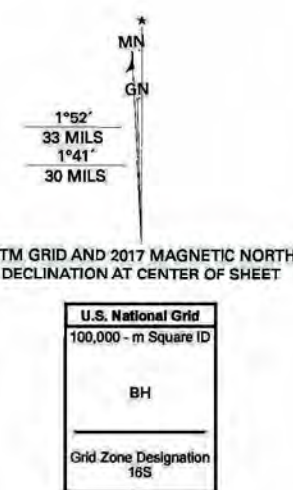 ★
MN
GN
1°52´
33 MILS
1°41´
30 MILS
TM GRID AND 2017 MAGNETIC NORTH
DECLINATION AT CENTER OF SHEET
U.S. National Grid
100,000 - m Square ID
BH
Grid Zone Designation
16S